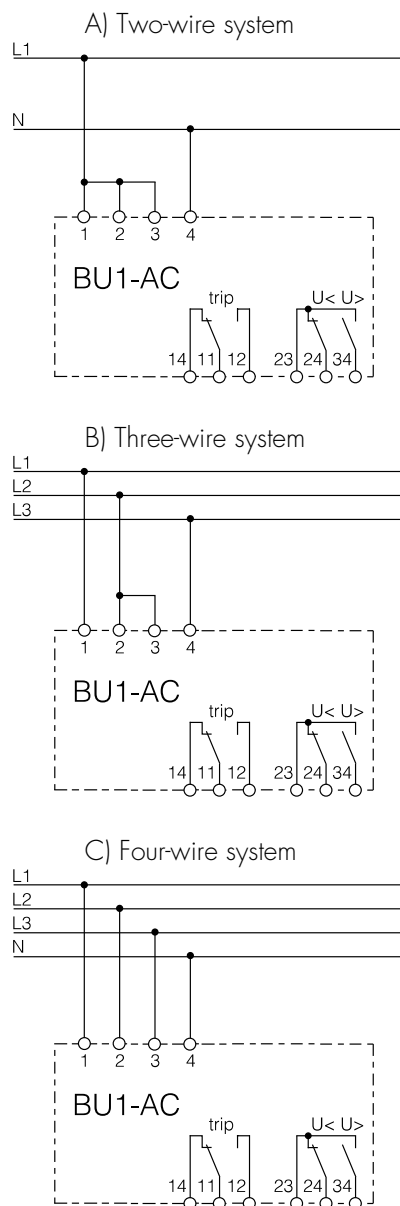 A) Two-wire system
L1
N
1 2 3 4
BU1-AC
trip U< U>
14 11 12 23 24 34
B) Three-wire system
L1
L2
L3
1 2 3 4
BU1-AC
trip U< U>
14 11 12 23 24 34
C) Four-wire system
L1
L2
L3
N
1 2 3 4
BU1-AC
trip U< U>
14 11 12 23 24 34